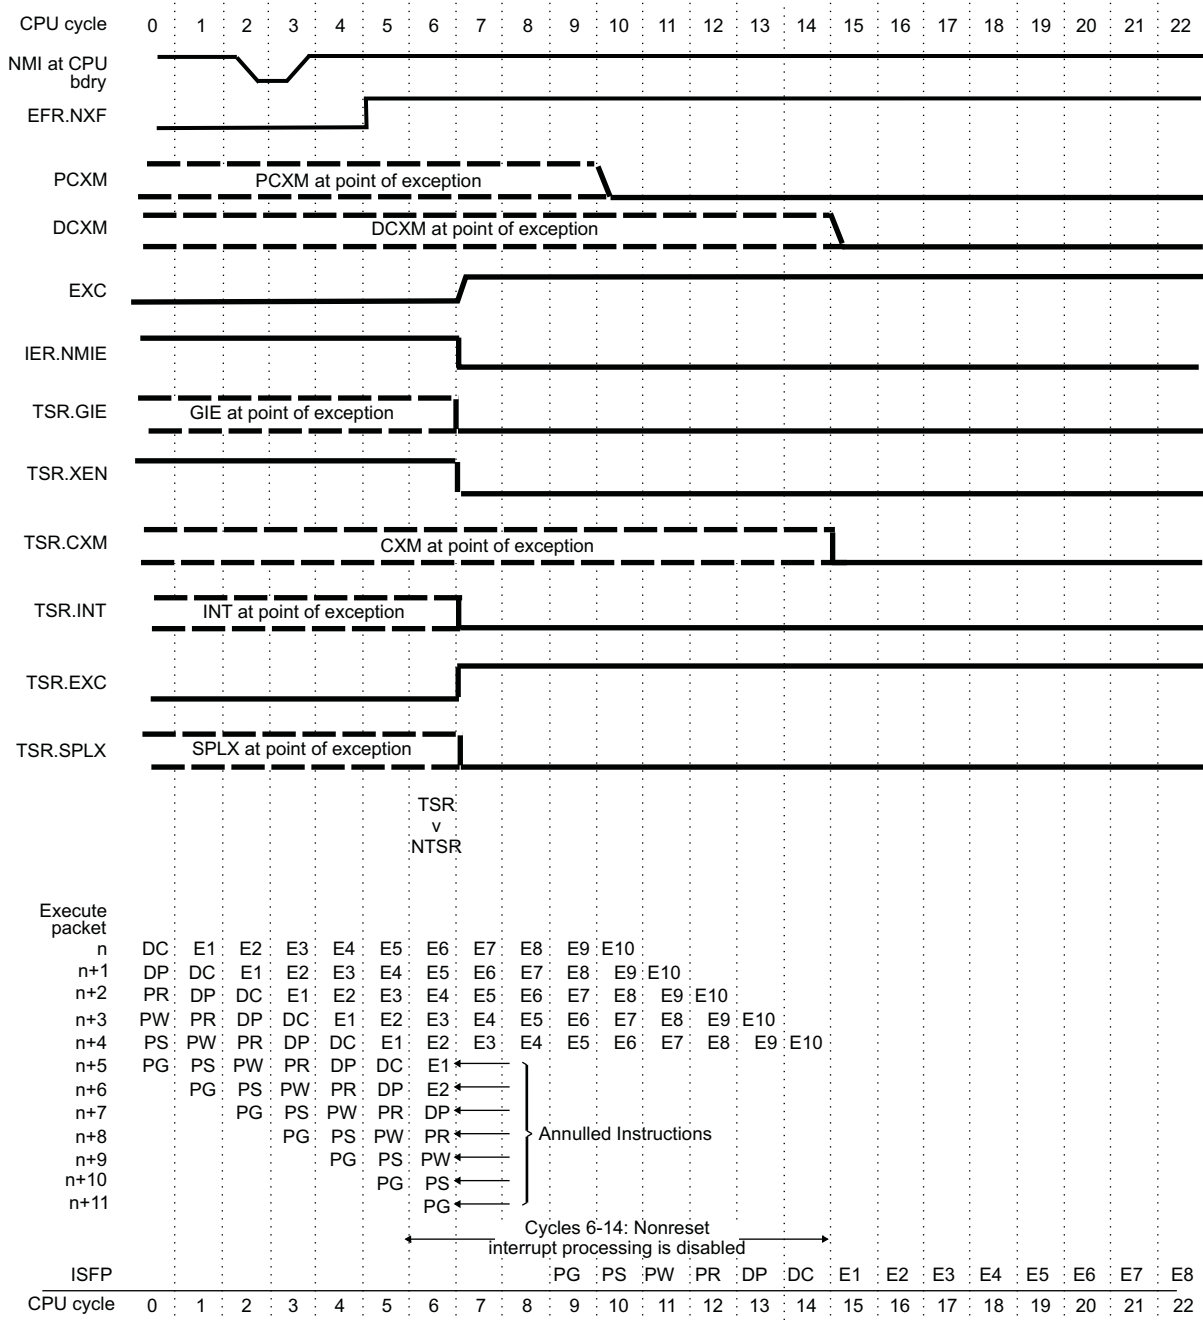 CPU cycle 0 1 2 3 4 5 6 7 8 9 10 11 12 13 14 15 16 17 18 19 20 21 22
NMI at CPU
bdry
EFR.NXF
PCXM PCXM at point of exception
DCXM DCXM at point of exception
EXC
IER.NMIE
TSR.GIE GIE at point of exception
TSR.XEN
TSR.CXM CXM at point of exception
TSR.INT INT at point of exception
TSR.EXC
TSR.SPLX SPLX at point of exception
TSR
v
NTSR
Execute
packet
n DC E1 E2 E3 E4 E5 E6 E7 E8 E9 E10
n+1 DP DC E1 E2 E3 E4 E5 E6 E7 E8 E9 E10
n+2 PR DP DC E1 E2 E3 E4 E5 E6 E7 E8 E9 E10
n+3 PW PR DP DC E1 E2 E3 E4 E5 E6 E7 E8 E9 E10
n+4 PS PW PR DP DC E1 E2 E3 E4 E5 E6 E7 E8 E9 E10
n+5 PG PS PW PR DP DC E1
n+6 PG PS PW PR DP E2
n+7 PG PS PW PR DP
n+8 PG PS PW PR Annulled Instructions
n+9 PG PS PW
n+10 PG PS
n+11 PG
Cycles 6-14: Nonreset
interrupt processing is disabled
ISFP PG PS PW PR DP DC E1 E2 E3 E4 E5 E6 E7 E8
CPU cycle 0 1 2 3 4 5 6 7 8 9 10 11 12 13 14 15 16 17 18 19 20 21 22